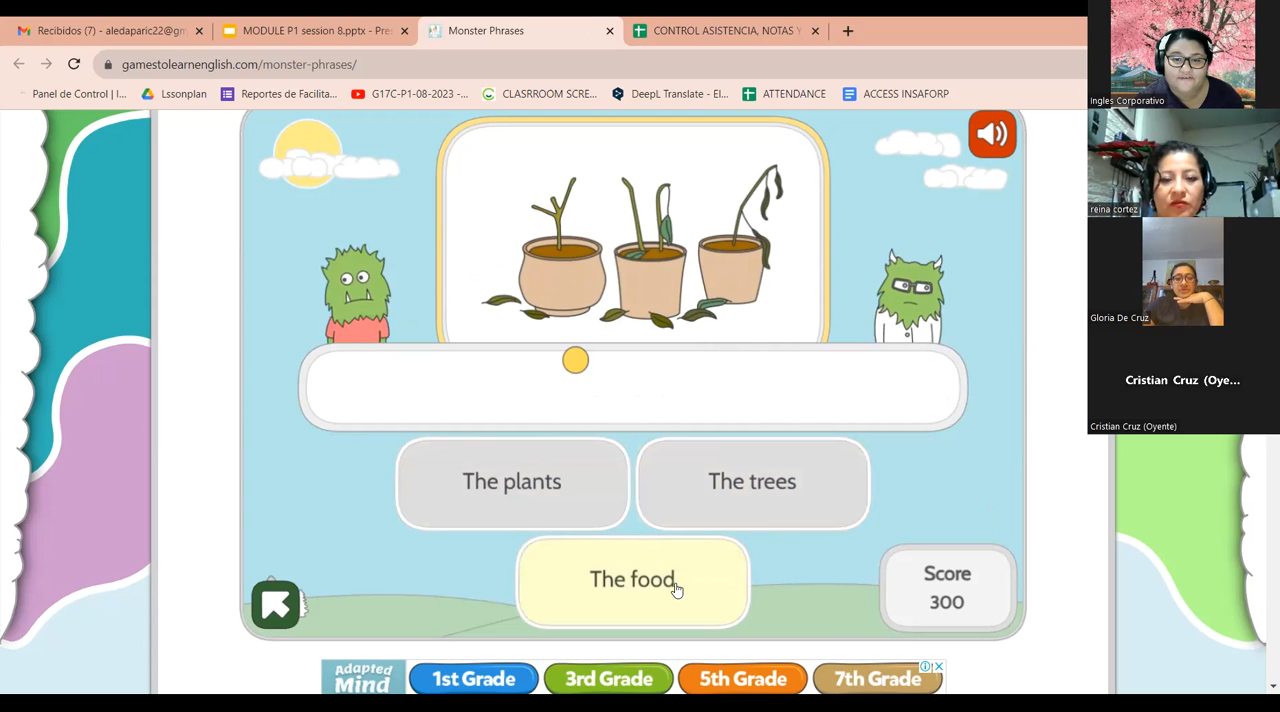 Recibidos (7) - aledaparic22@gm
MODULE P1 session 8.pptx - Pre
Monster Phrases
CONTROL ASISTENCIA, NOTAS Y
gamestolearnenglish.com/monster-phrases/
Panel de Control | I...
Lssonplan
Reportes de Facilita...
G17C-P1-08-2023 -...
CLASRROOM SCRE...
DeepL Translate - El...
ATTENDANCE
ACCESS INSAFORP
Ingles Corporativo
reina cortez
Gloria De Cruz
Cristian Cruz (Oye...
Cristian Cruz (Oyente)
The plants
The trees
The food
Score
300
Adapted
Mind
1st Grade
3rd Grade
5th Grade
7th Grade